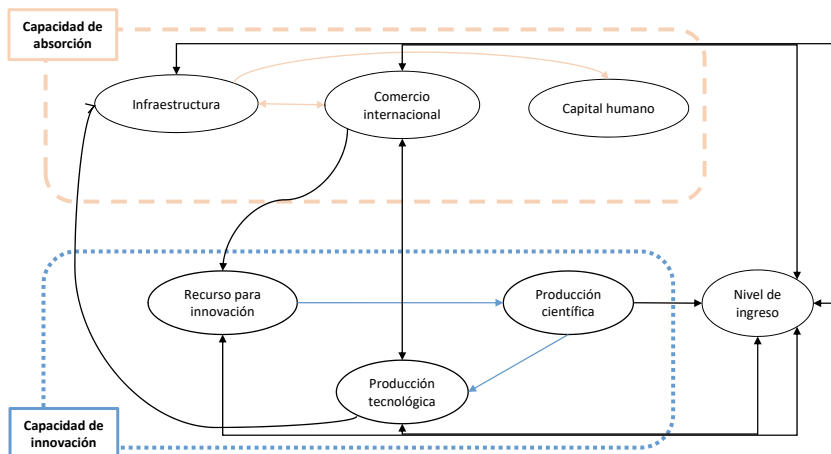 Capacidad de
absorción
Infraestructura
Comercio
internacional
Capital humano
Recurso para
innovación
Producción
científica
Nivel de
ingreso
Producción
tecnológica
Capacidad de
innovación